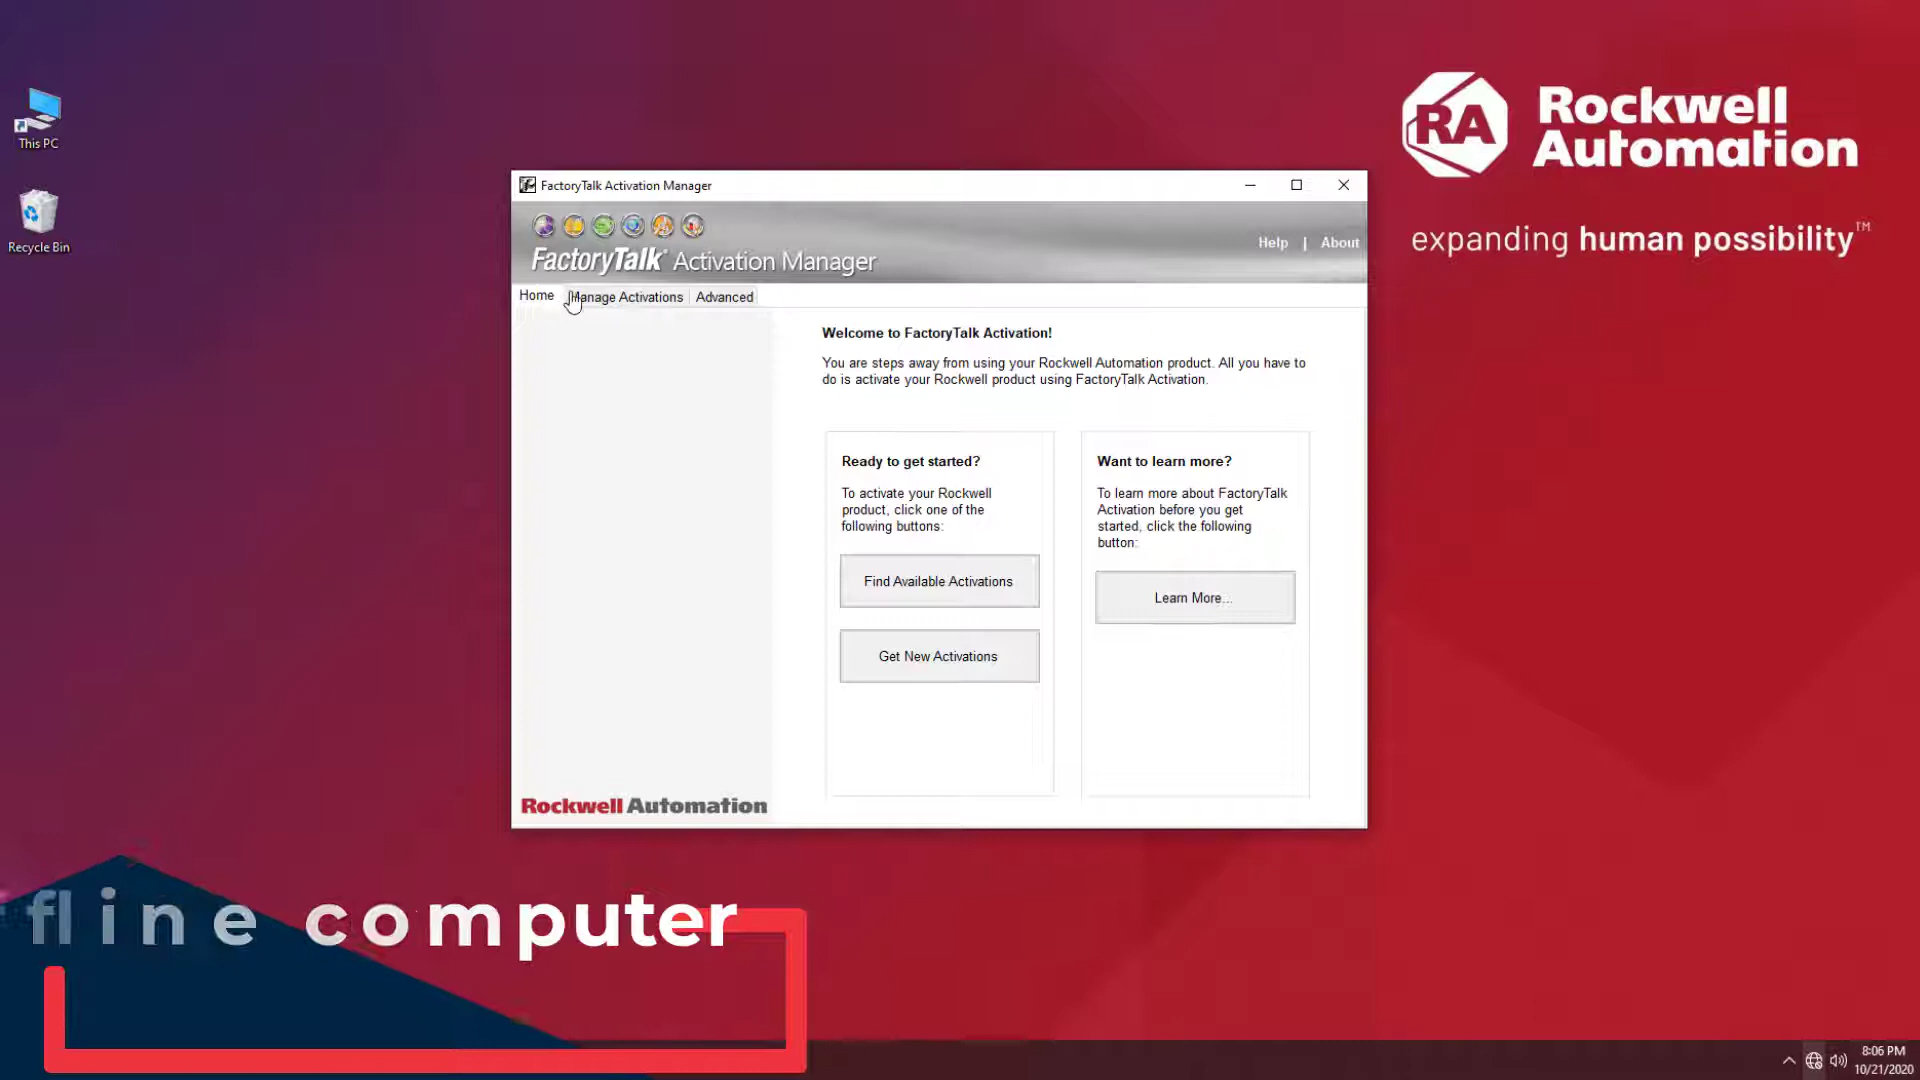 This PC
Recycle Bin
RA
Rockwell
Automation
expanding human possibility™
FactoryTalk Activation Manager
FactoryTalk® Activation Manager
Help | About
Home
Manage Activations
Advanced
Welcome to FactoryTalk Activation!
You are steps away from using your Rockwell Automation product. All you have to
do is activate your Rockwell product using FactoryTalk Activation.
Ready to get started?
To activate your Rockwell
product, click one of the
following buttons:
Find Available Activations
Get New Activations
Want to learn more?
To learn more about FactoryTalk
Activation before you get
started, click the following
button:
Learn More...
Rockwell Automation
fline computer
8:06 PM
10/21/2020